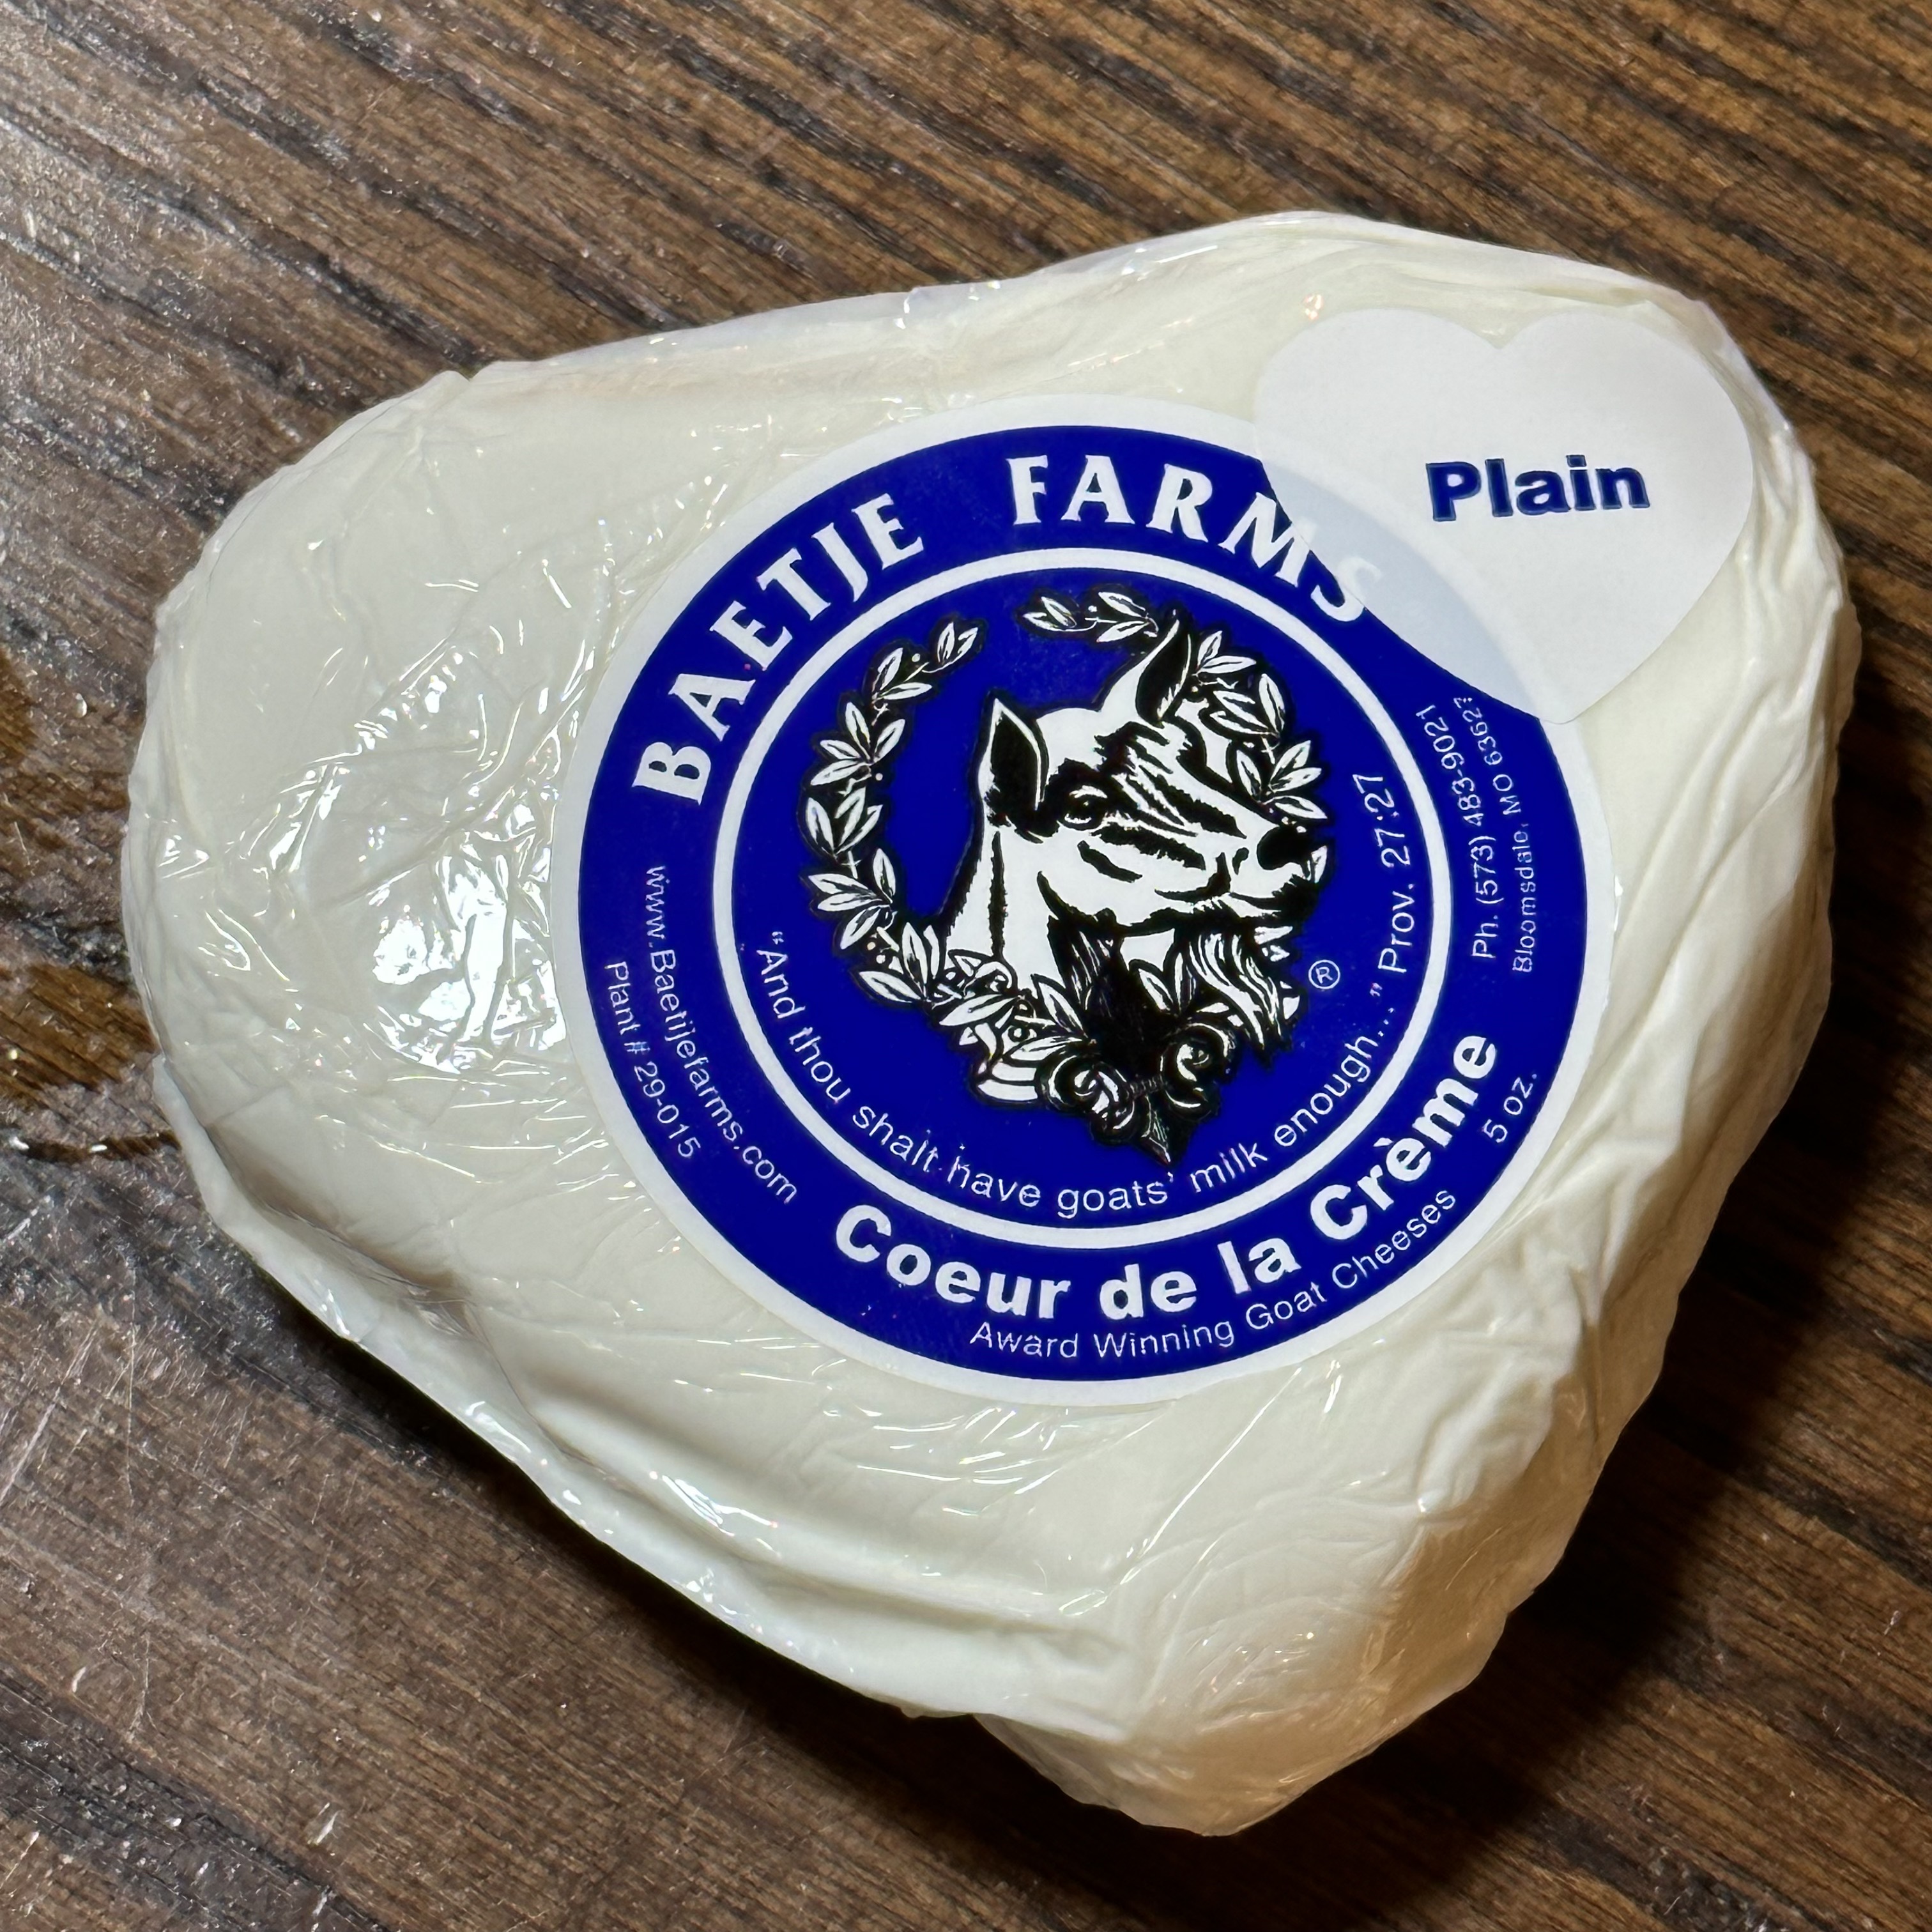 BAETJE FARMS
Plain
"And thou shalt have goats' milk enough..." Prov. 27:27
®
www.Baetjefarms.com
Plant # 29-015
Ph. (573) 483-9021
Bloomsdale, MO 63627
Coeur de la Crème
5 oz.
Award Winning Goat Cheeses